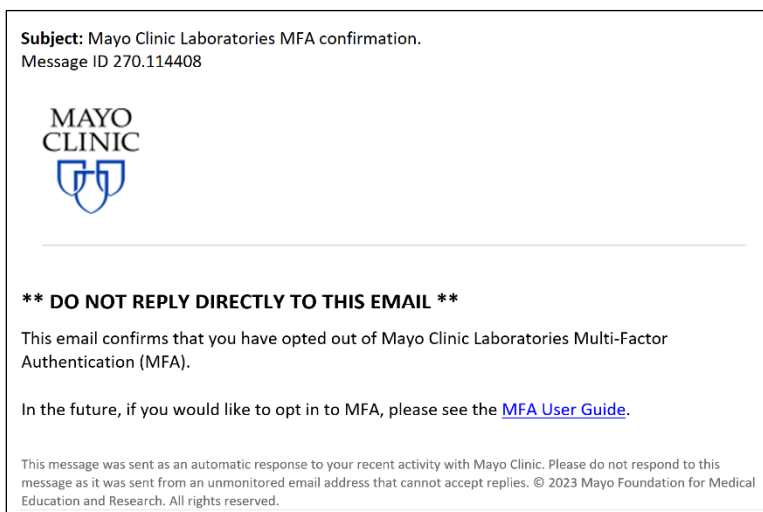 Subject: Mayo Clinic Laboratories MFA confirmation.
Message ID 270.114408
MAYO
CLINIC
** DO NOT REPLY DIRECTLY TO THIS EMAIL **
This email confirms that you have opted out of Mayo Clinic Laboratories Multi-Factor
Authentication (MFA).
In the future, if you would like to opt in to MFA, please see the MFA User Guide.
This message was sent as an automatic response to your recent activity with Mayo Clinic. Please do not respond to this
message as it was sent from an unmonitored email address that cannot accept replies. © 2023 Mayo Foundation for Medical
Education and Research. All rights reserved.